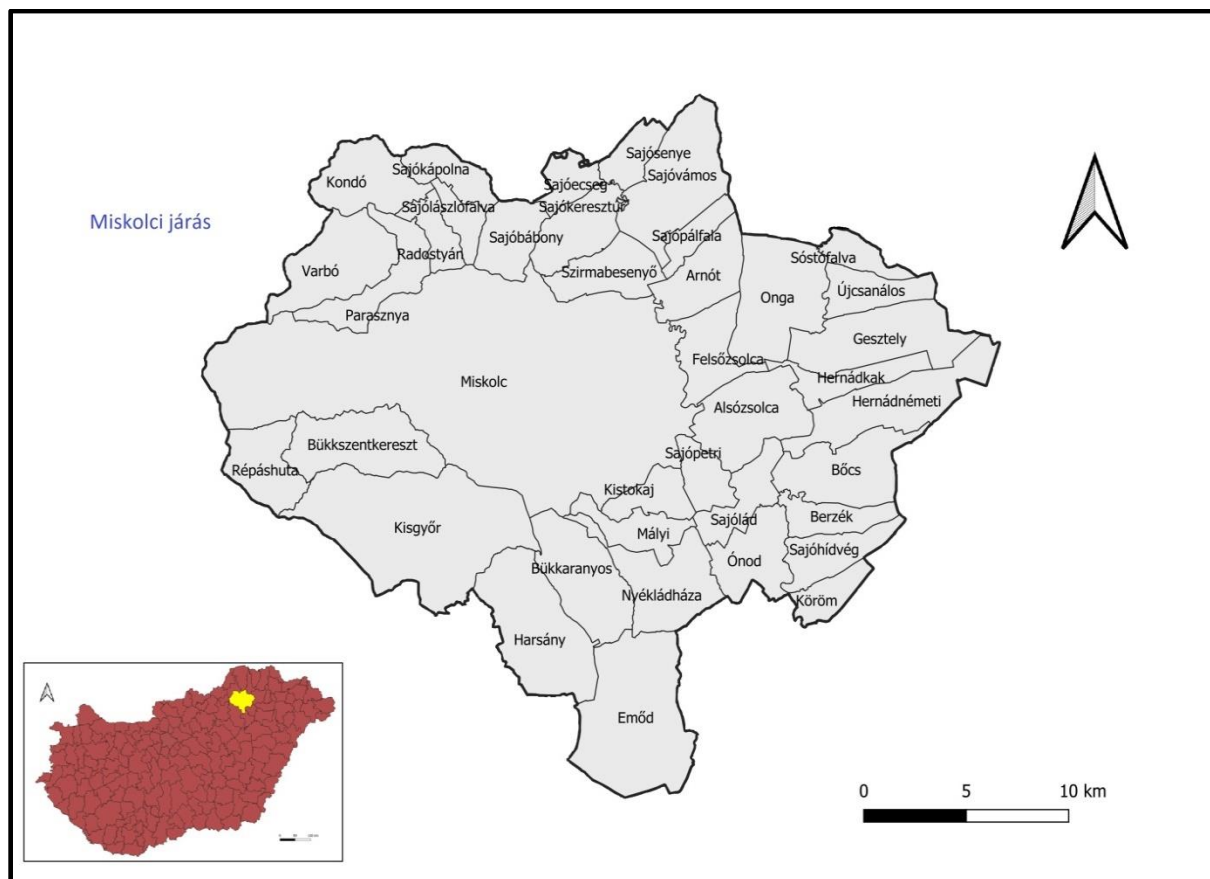 Miskolci járás
Sajósenye
Sajóvámos
Sajókápolna
Kondó
Sajóecseg
Sajólászlófalva
Sajókeresztúr
Sajóbábony
Sajópálfala
Radostyán
Sóstófalva
Varbó
Szirmabesenyő
Arnót
Újcsanálos
Onga
Parasznya
Gesztely
Felsőzsolca
Miskolc
Hernádkak
Hernádnémeti
Alsózsolca
Bükkszentkereszt
Sajópetri
Répáshuta
Bőcs
Kistokaj
Kisgyőr
Sajólád
Berzék
Mályi
Sajóhídvég
Bükkaranyos
Ónod
Nyékládháza
Köröm
Harsány
Emőd
0 5 10 km